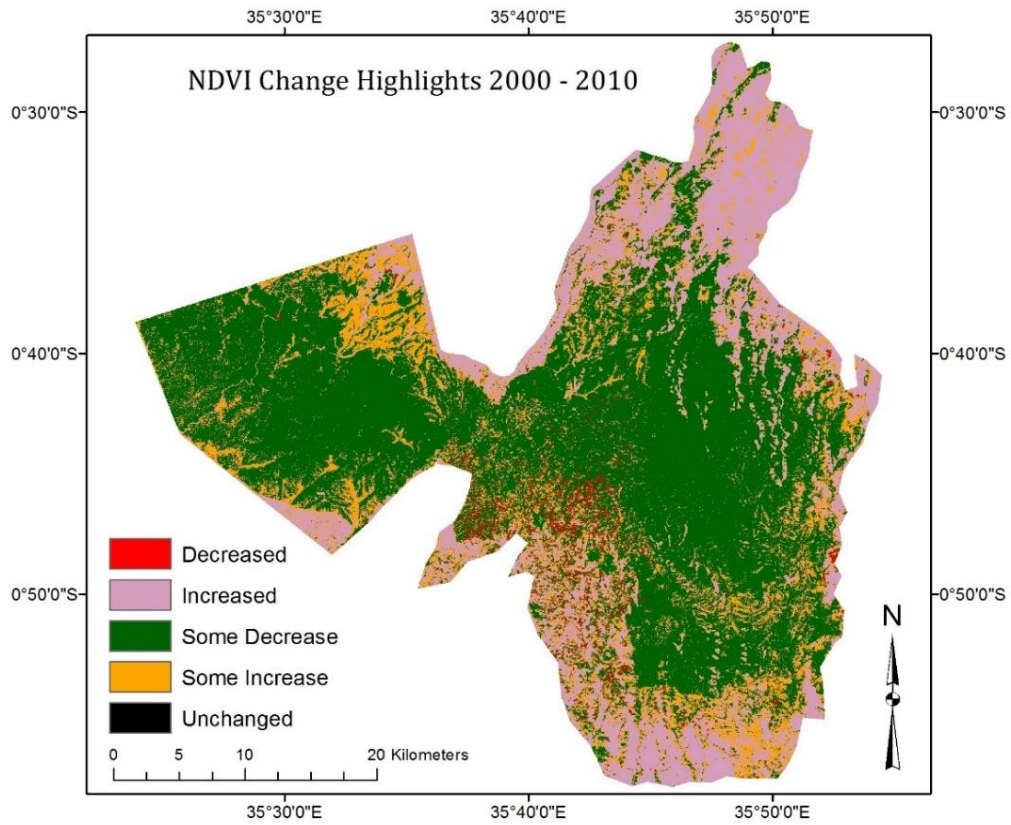 35°30'0"E 35°40'0"E 35°50'0"E
NDVI Change Highlights 2000 - 2010
0°30'0"S 0°30'0"S
0°40'0"S 0°40'0"S
0°50'0"S 0°50'0"S
Decreased
Increased
Some Decrease
Some Increase
Unchanged
N
0 5 10 20 Kilometers
35°30'0"E 35°40'0"E 35°50'0"E